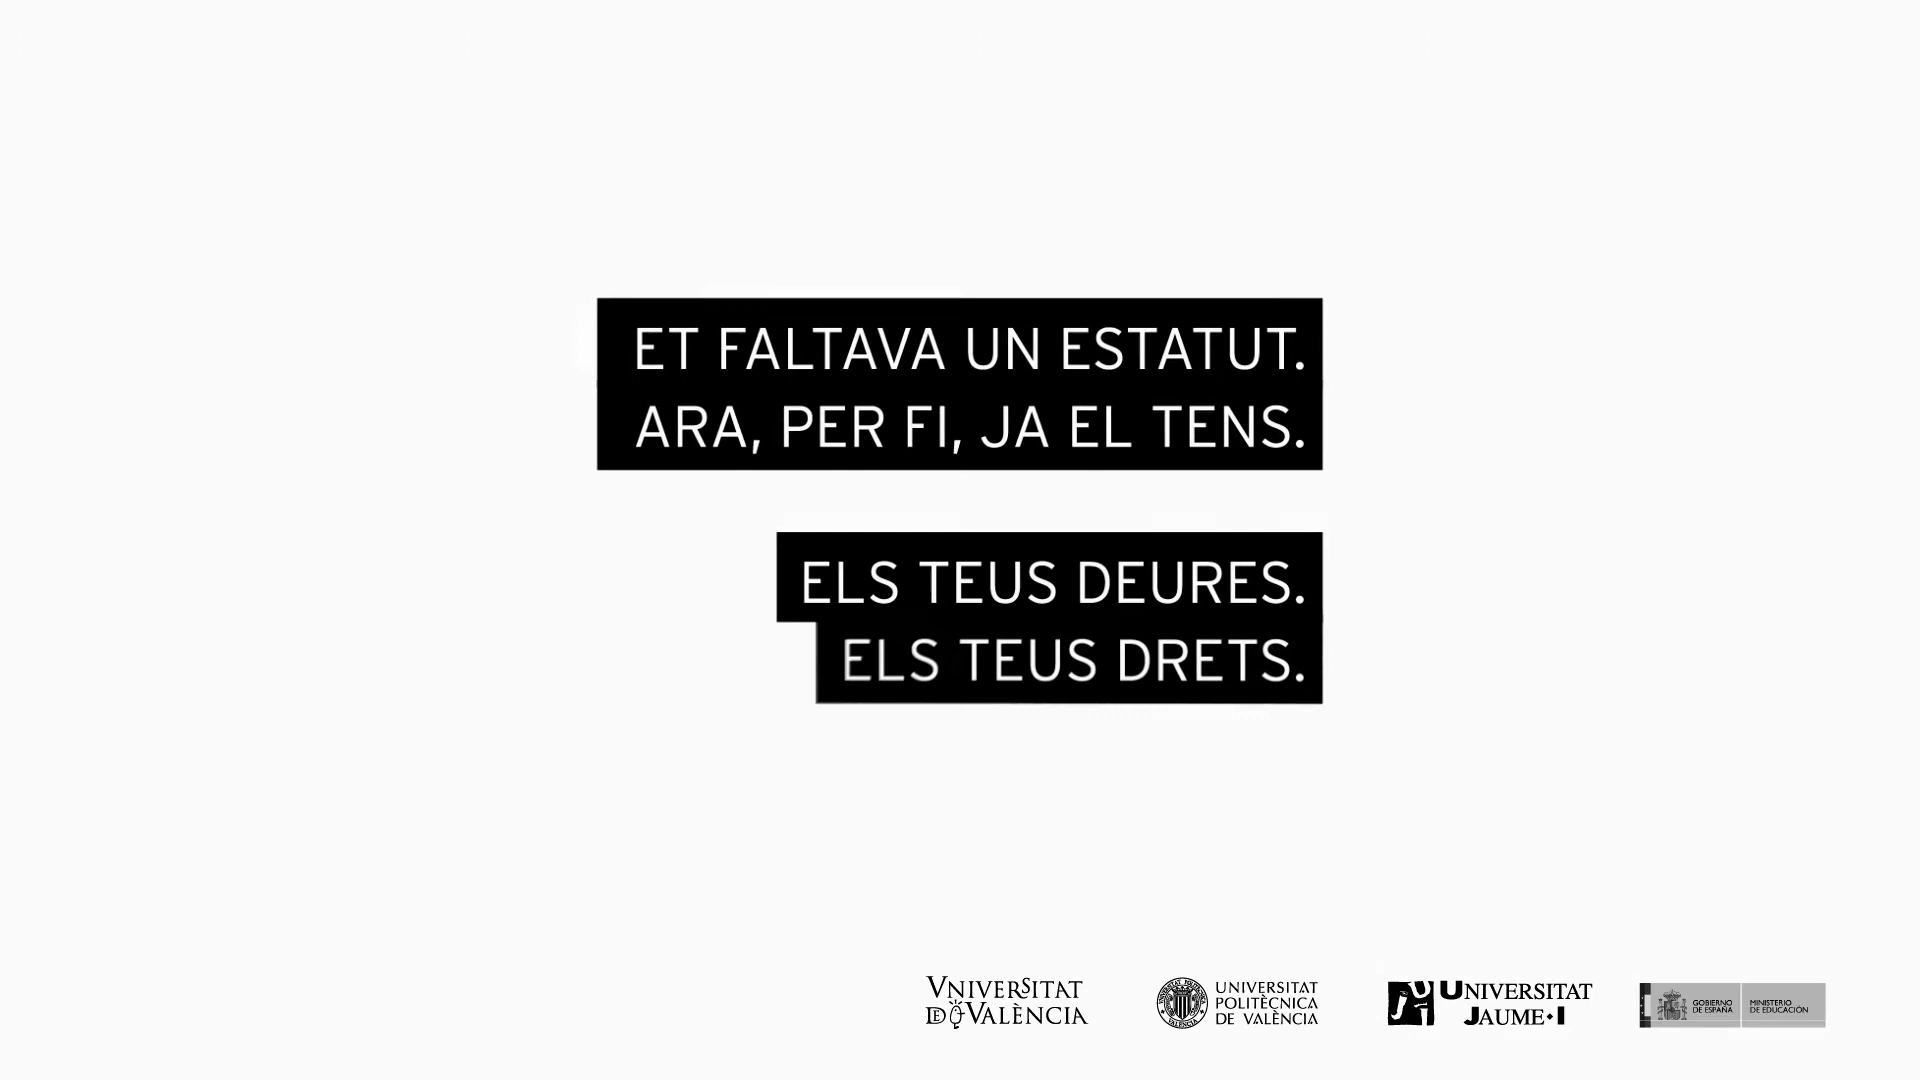 ET FALTAVA UN ESTATUT.
ARA, PER FI, JA EL TENS.
ELS TEUS DEURES.
ELS TEUS DRETS.
VNIVERSITAT
DE VALÈNCIA
UNIVERSITAT
POLITÈCNICA
DE VALÈNCIA
UNIVERSITAT
JAUME·I
GOBIERNO
DE ESPAÑA
MINISTERIO
DE EDUCACIÓN